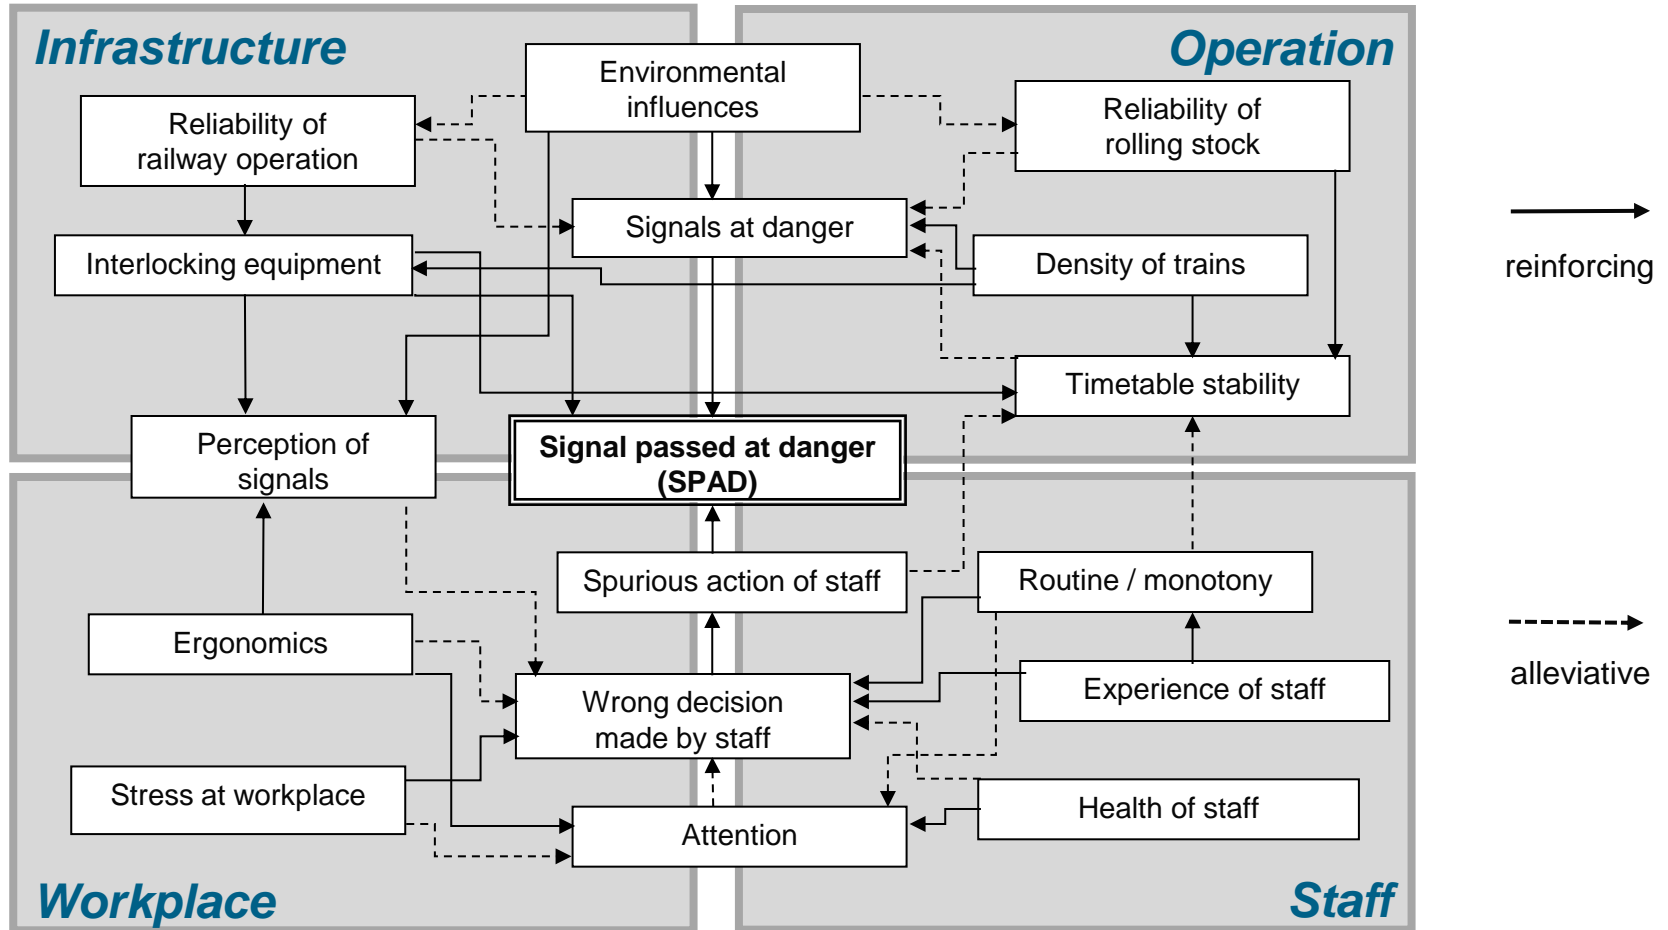 Infrastructure
Operation
Environmental
influences
Reliability of
railway operation
Reliability of
rolling stock
Signals at danger
Interlocking equipment
Density of trains
reinforcing
Timetable stability
Perception of
signals
Signal passed at danger
(SPAD)
Spurious action of staff
Routine / monotony
Ergonomics
Wrong decision
made by staff
Experience of staff
alleviative
Stress at workplace
Attention
Health of staff
Workplace
Staff